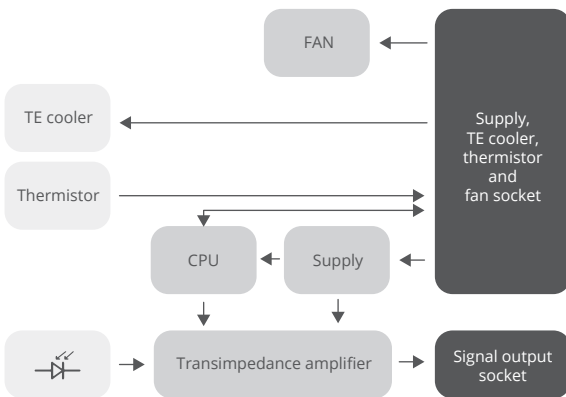 FAN
TE cooler
Supply,
TE cooler,
thermistor
and
fan socket
Thermistor
CPU
Supply
Transimpedance amplifier
Signal output
socket